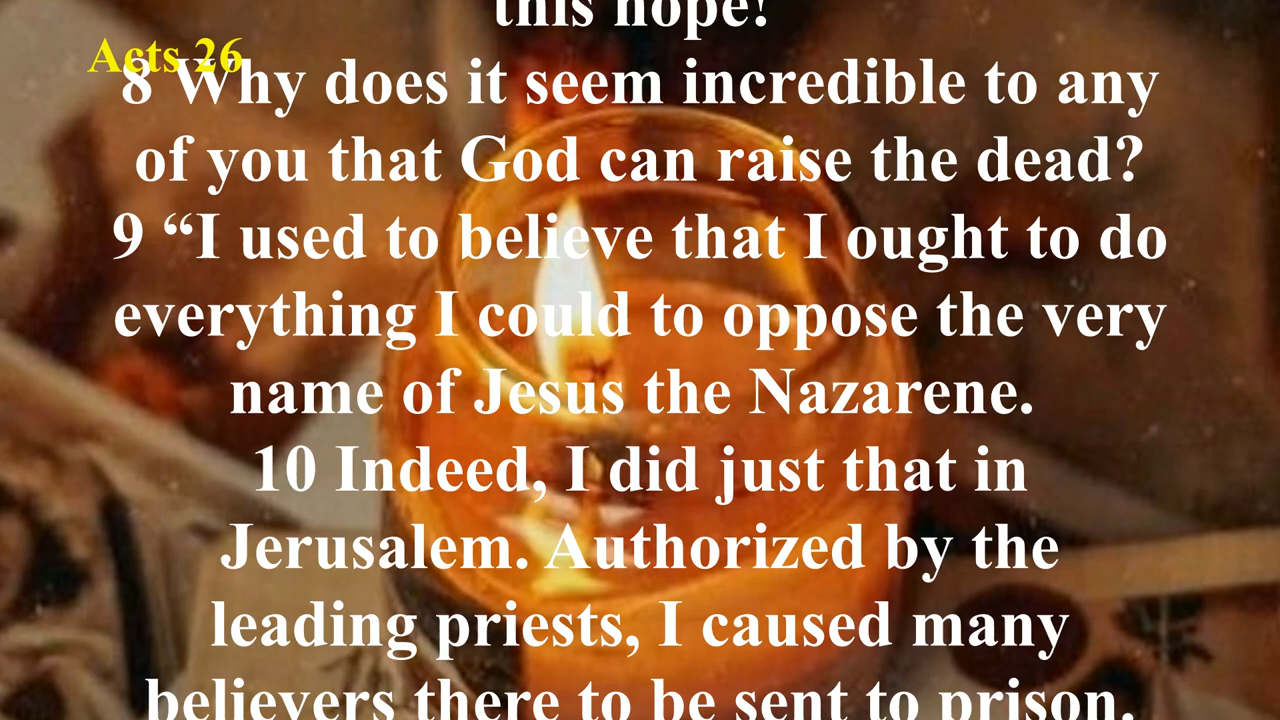 this hope!
Acts 26
8 Why does it seem incredible to any
of you that God can raise the dead?
9 “I used to believe that I ought to do
everything I could to oppose the very
name of Jesus the Nazarene.
10 Indeed, I did just that in
Jerusalem. Authorized by the
leading priests, I caused many
believers there to be sent to prison.